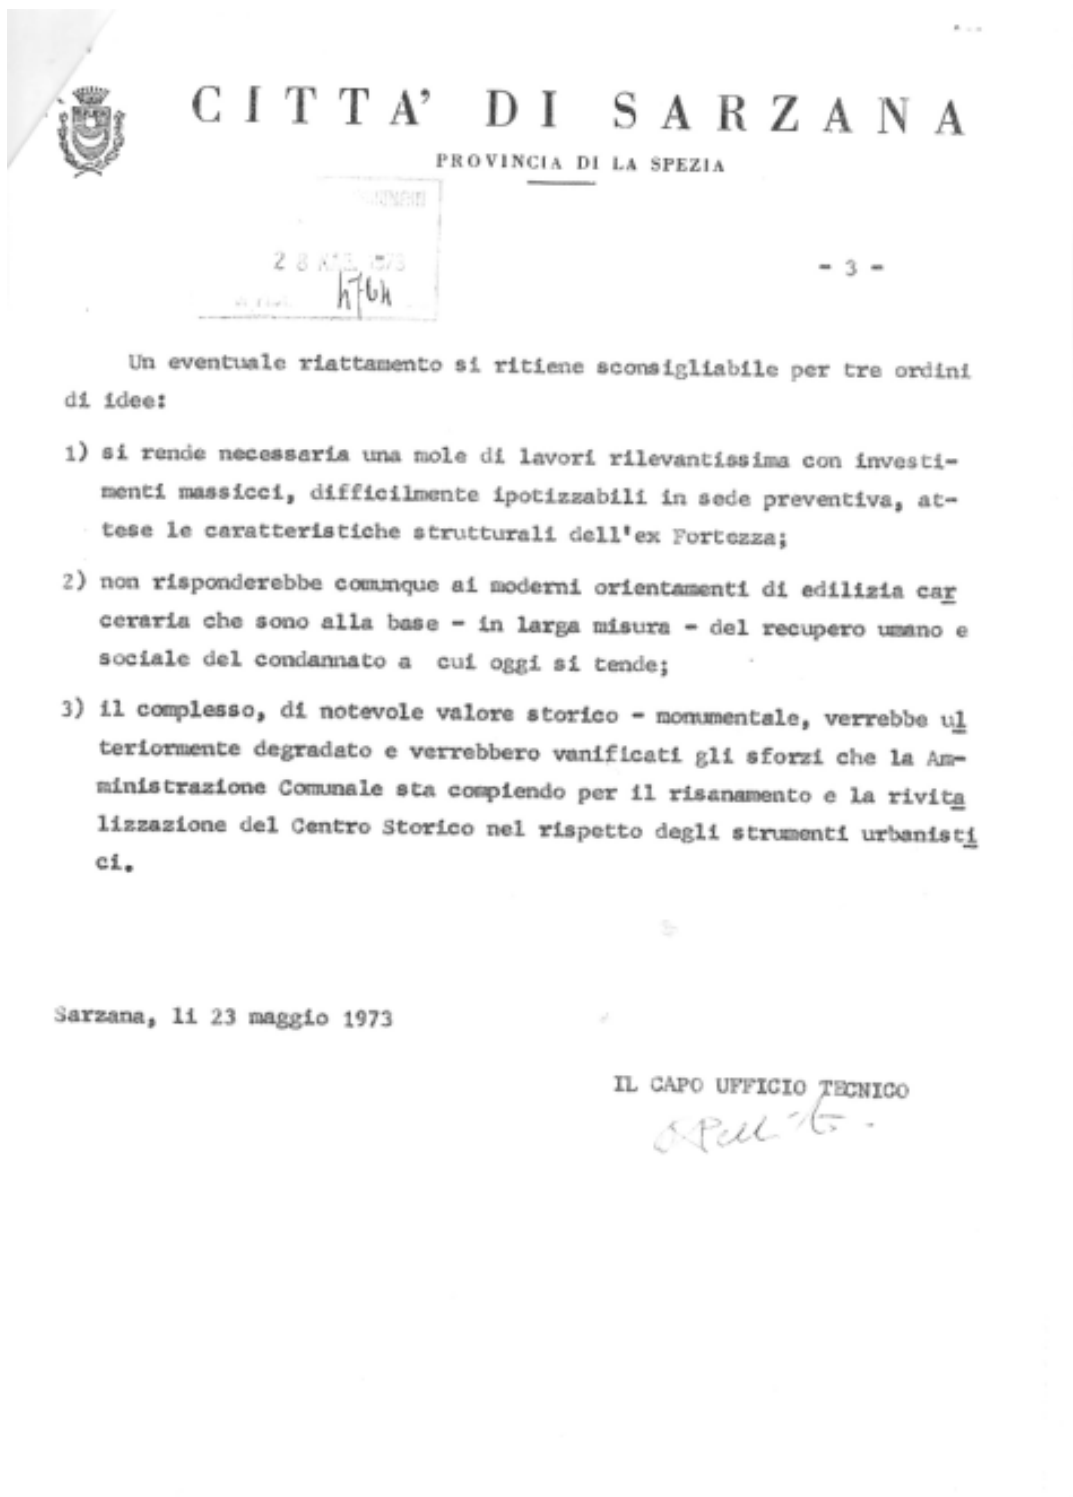 CITTA' DI SARZANA
PROVINCIA DI LA SPEZIA
28 1973
4764
- 3 -
Un eventuale riattamento si ritiene sconsigliabile per tre ordini
di idee:
1) si rende necessaria una mole di lavori rilevantissima con investi-
menti massicci, difficilmente ipotizzabili in sede preventiva, at-
tese le caratteristiche strutturali dell'ex Fortezza;
2) non risponderebbe comunque ai moderni orientamenti di edilizia car
ceraria che sono alla base - in larga misura - del recupero umano e
sociale del condannato a cui oggi si tende;
3) il complesso, di notevole valore storico - monumentale, verrebbe ul
teriormente degradato e verrebbero vanificati gli sforzi che la Am-
ministrazione Comunale sta compiendo per il risanamento e la rivita
lizzazione del Centro Storico nel rispetto degli strumenti urbanisti
ci.
Sarzana, li 23 maggio 1973
IL CAPO UFFICIO TECNICO